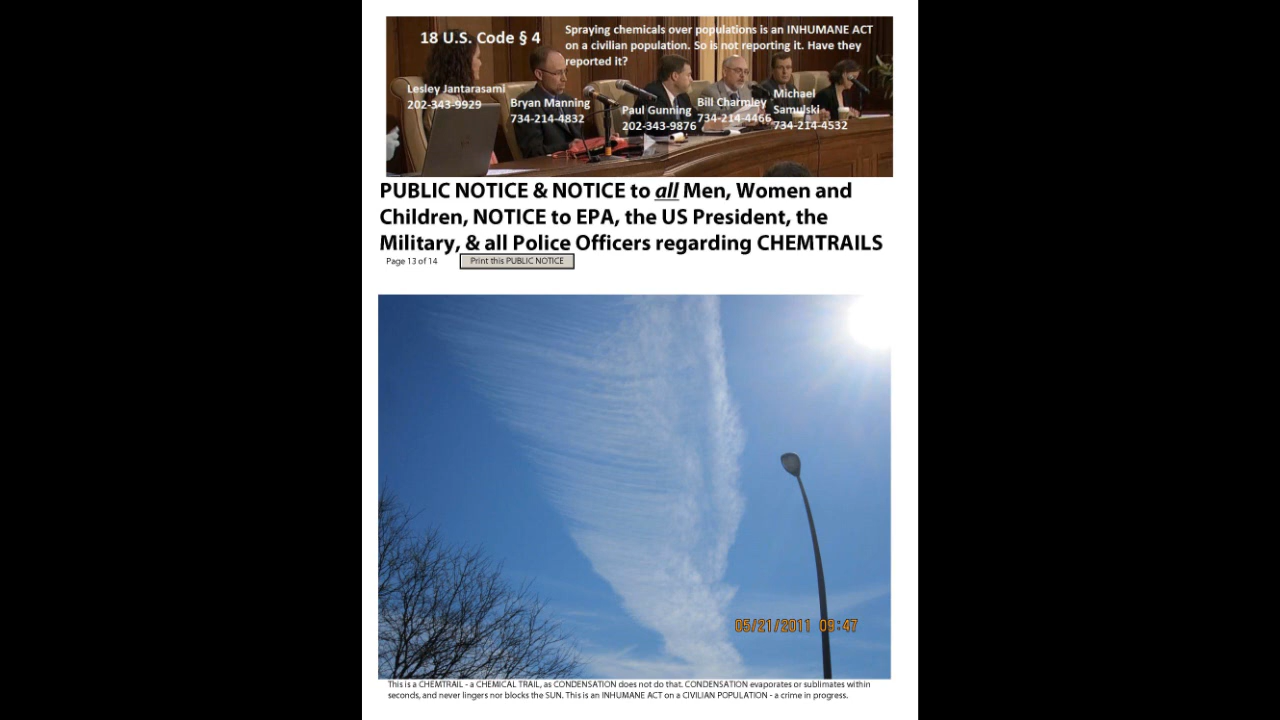 18 U.S. Code § 4
Spraying chemicals over populations is an INHUMANE ACT
on a civilian population. So is not reporting it. Have they
reported it?
Lesley Jantarasami
202-343-9929
Bryan Manning
734-214-4832
Paul Gunning
202-343-9876
Bill Charmley
734-214-4466
Michael
Samulski
734-214-4532
PUBLIC NOTICE & NOTICE to all Men, Women and
Children, NOTICE to EPA, the US President, the
Military, & all Police Officers regarding CHEMTRAILS
Page 13 of 14
Print this PUBLIC NOTICE
05/21/2011 09:47
This is a CHEMTRAIL - a CHEMICAL TRAIL, as CONDENSATION does not do that. CONDENSATION evaporates or sublimates within
seconds, and never lingers nor blocks the SUN. This is an INHUMANE ACT on a CIVILIAN POPULATION - a crime in progress.